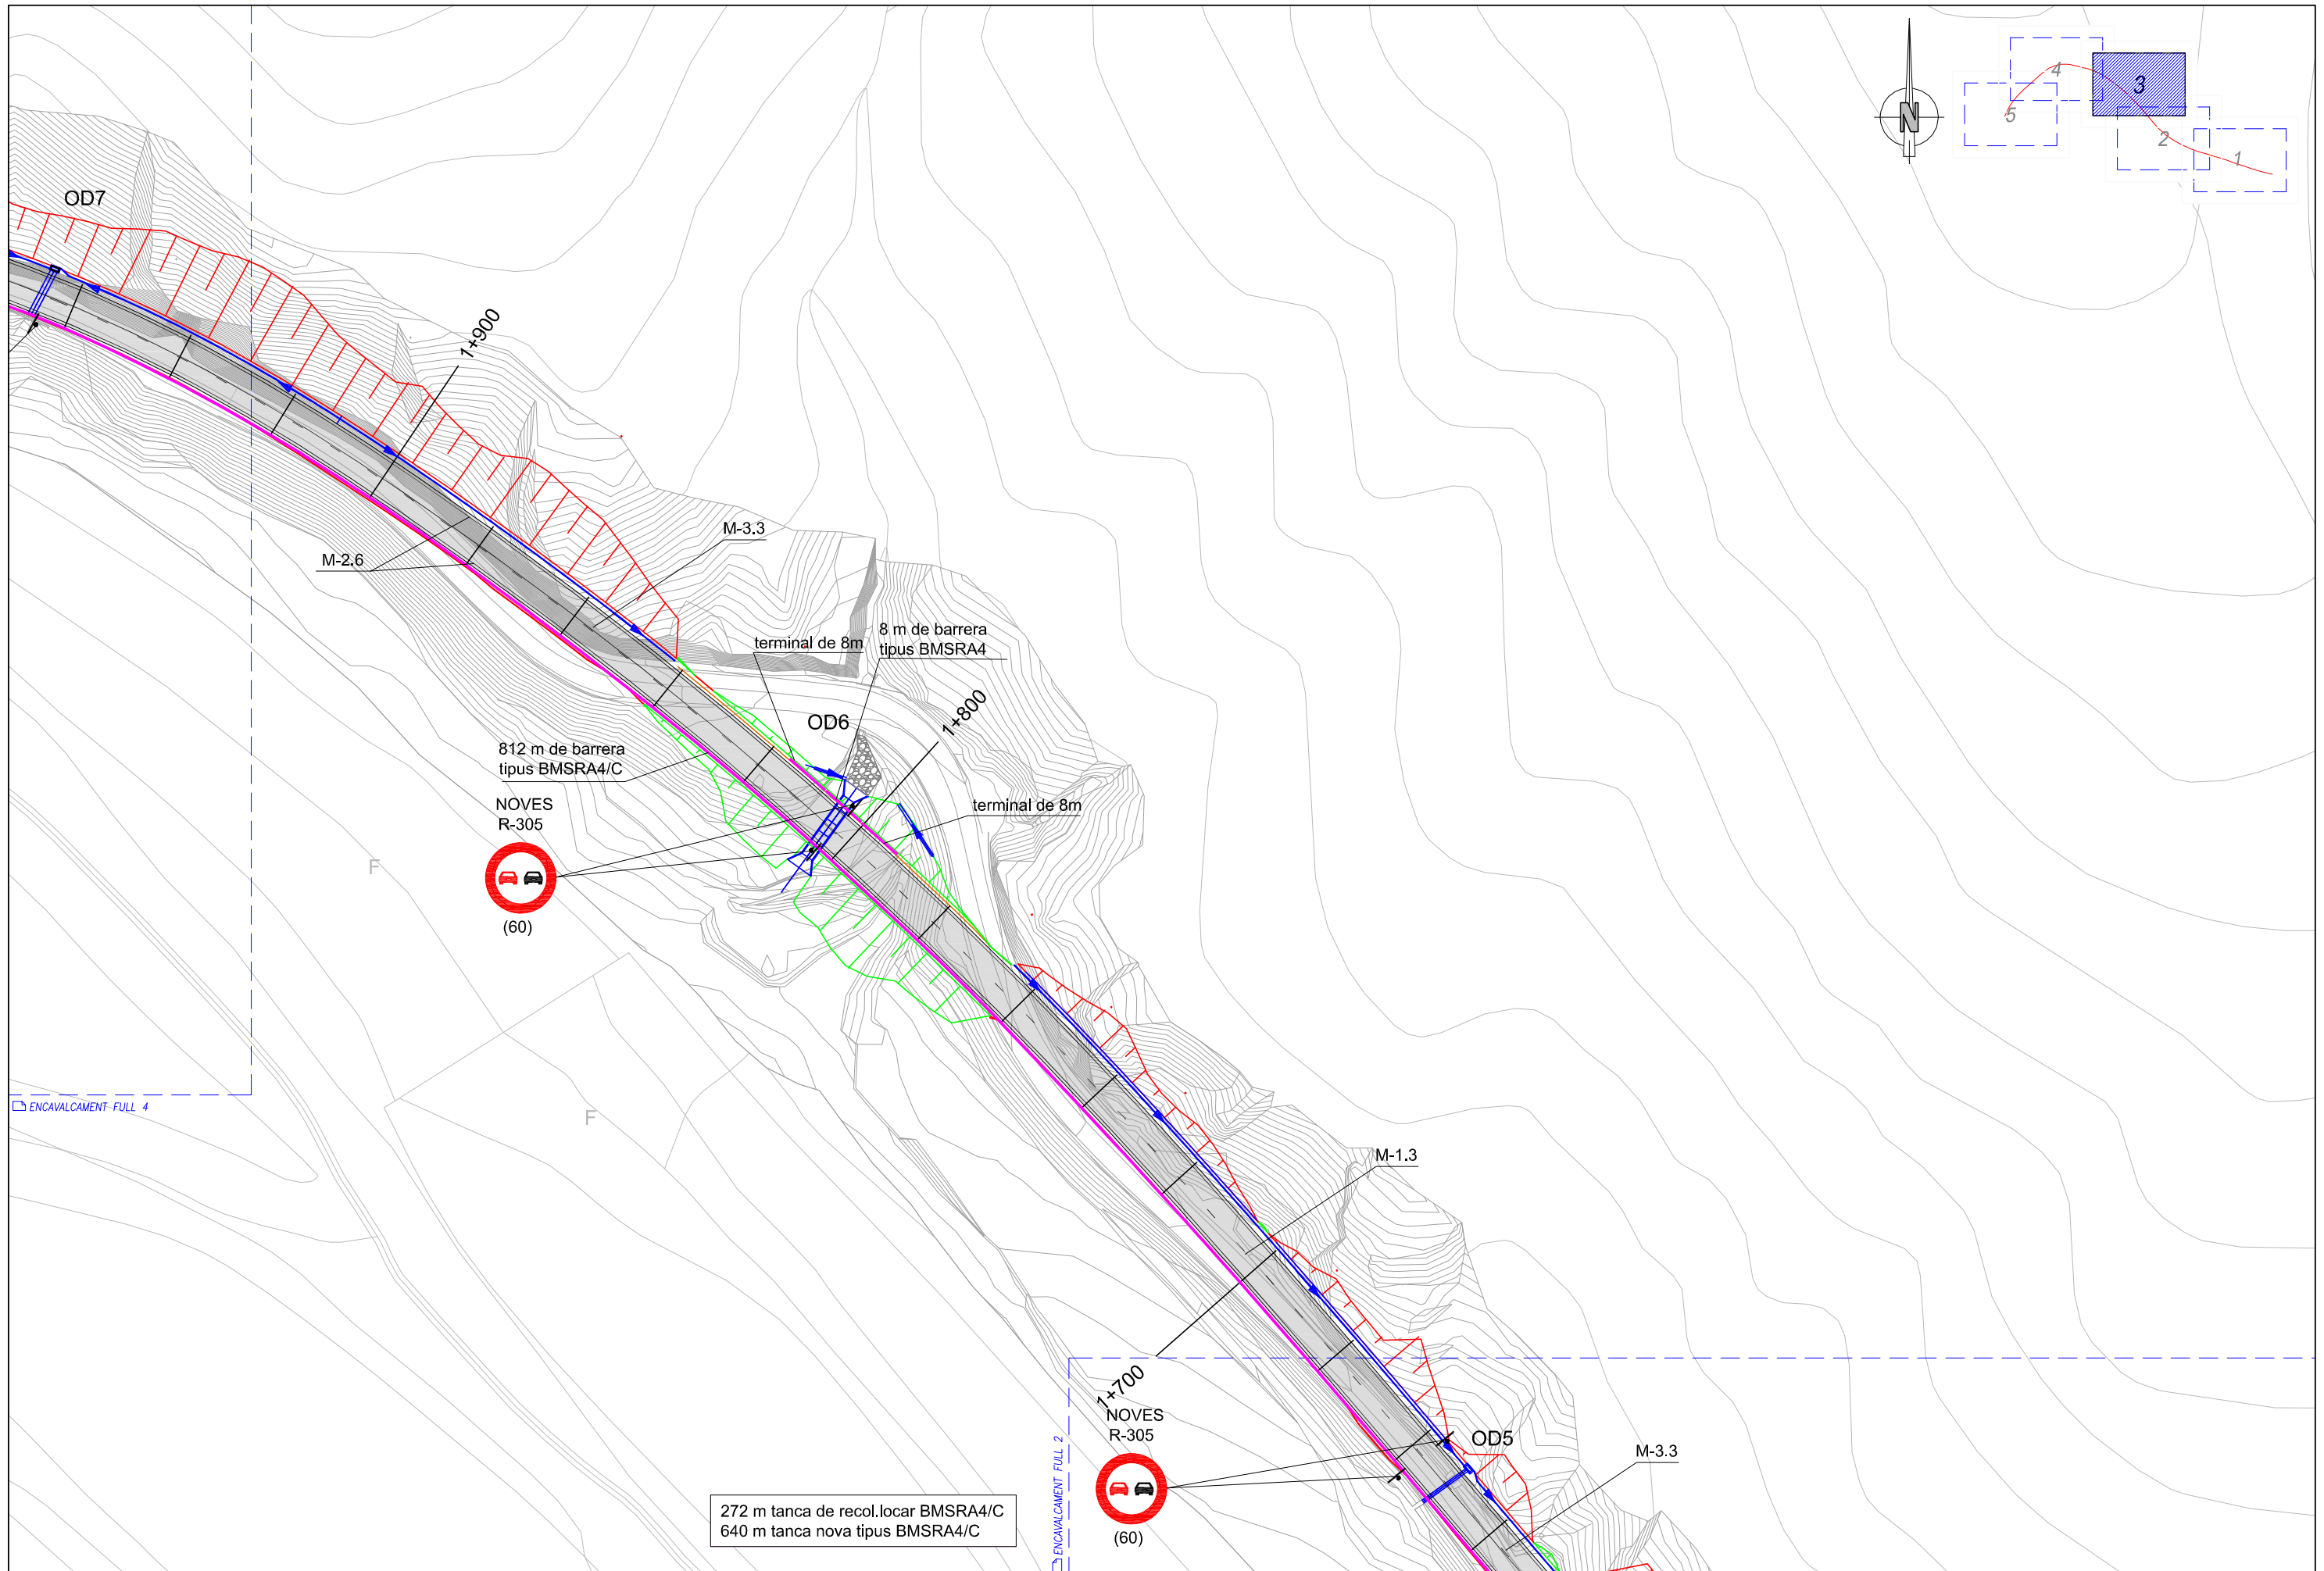 N
4
3
5
2
1
OD7
1+900
M-3.3
M-2.6
terminal de 8m
8 m de barrera
tipus BMSRA4
1+800
OD6
812 m de barrera
tipus BMSRA4/C
NOVES
R-305
(60)
terminal de 8m
F
F
ENCAVALCAMENT FULL 4
M-1.3
1+700
NOVES
R-305
(60)
OD5
M-3.3
ENCAVALCAMENT FULL 2
272 m tanca de recol.locar BMSRA4/C
640 m tanca nova tipus BMSRA4/C